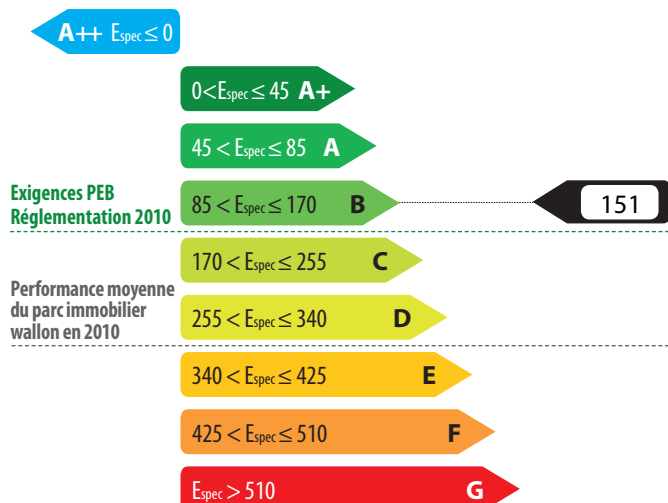 A++ Espec ≤ 0
0<Espec ≤ 45 A+
45 < Espec ≤ 85 A
Exigences PEB
Réglementation 2010
85 < Espec ≤ 170 B
151
170 < Espec ≤ 255 C
Performance moyenne
du parc immobilier
wallon en 2010
255 < Espec ≤ 340 D
340 < Espec ≤ 425 E
425 < Espec ≤ 510 F
Espec > 510 G